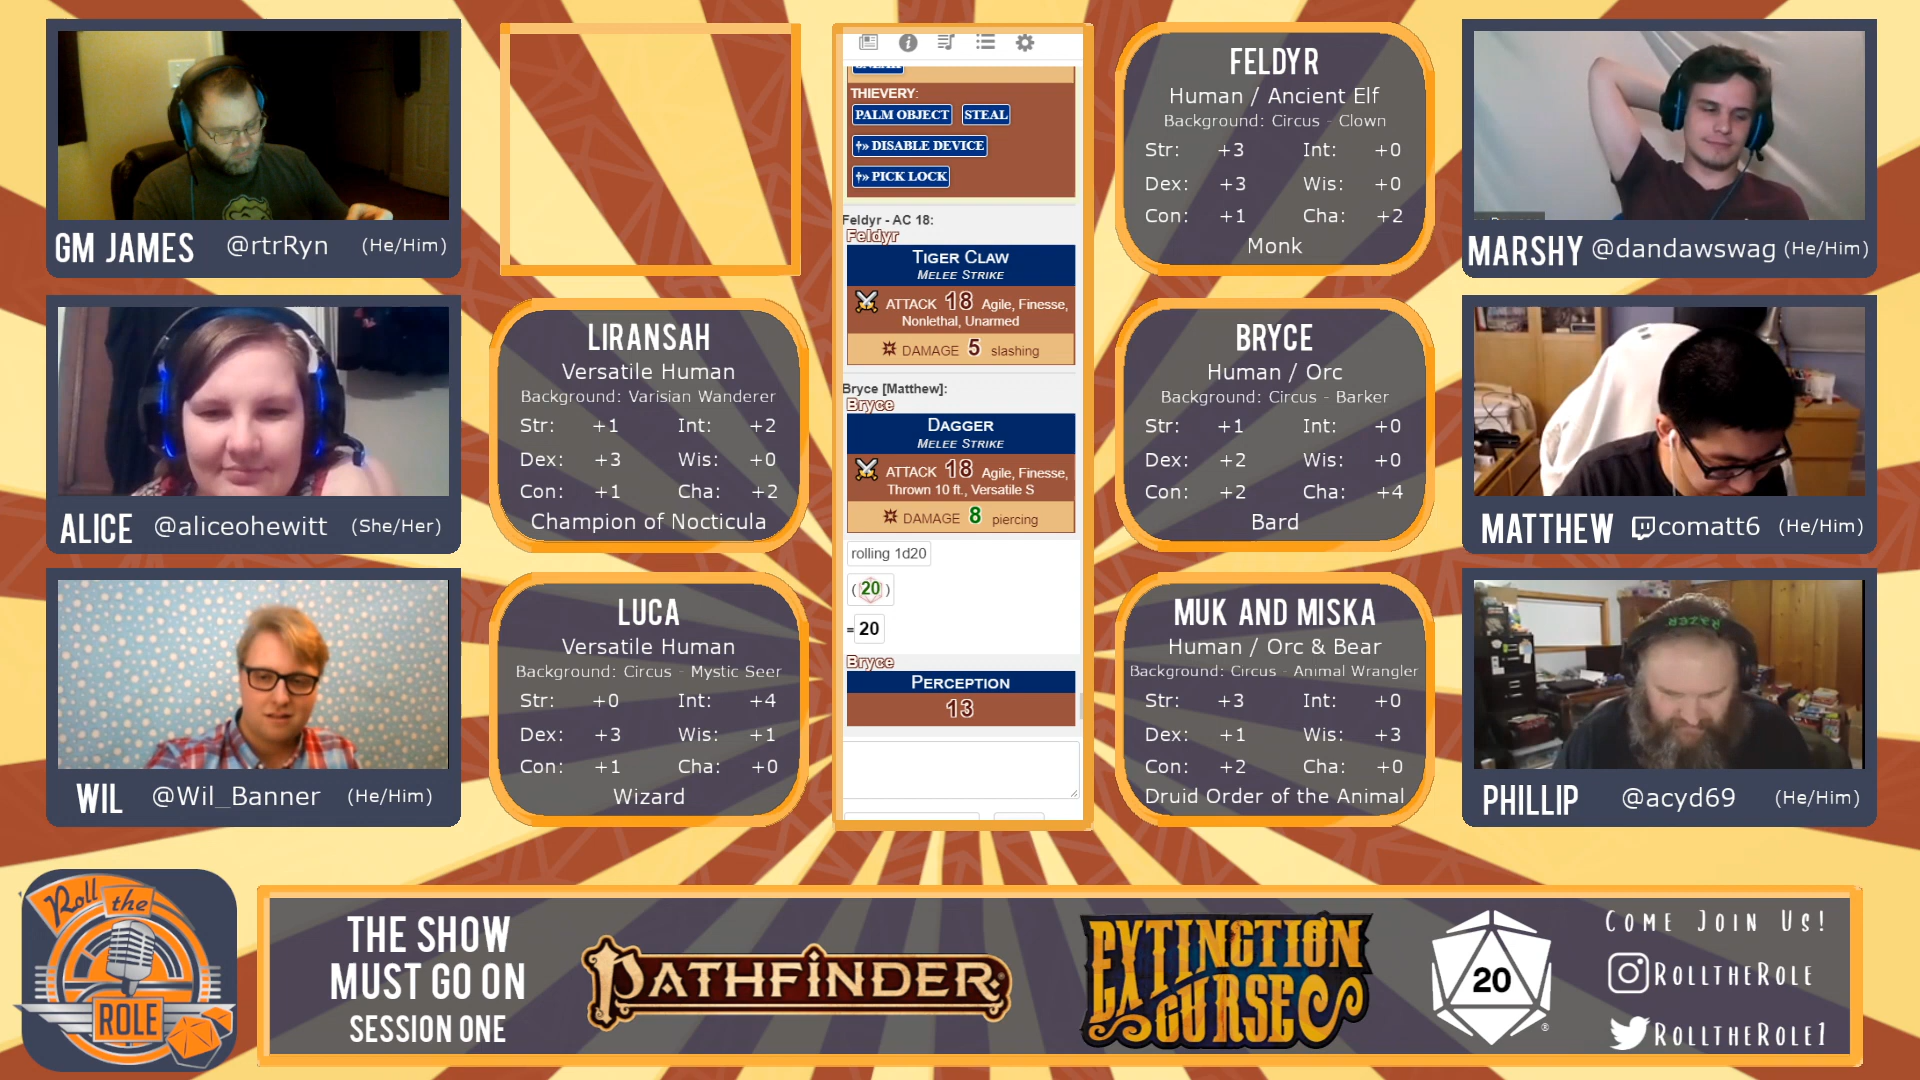 GM JAMES @rtrRyn (He/Him)
ALICE @aliceohewitt (She/Her)
WIL @Wil_Banner (He/Him)
LIRANSAH
Versatile Human
Background: Varisian Wanderer
Str: +1 Int: +2
Dex: +3 Wis: +0
Con: +1 Cha: +2
Champion of Nocticula
LUCA
Versatile Human
Background: Circus - Mystic Seer
Str: +0 Int: +4
Dex: +3 Wis: +1
Con: +1 Cha: +0
Wizard
THIEVERY:
PALM OBJECT STEAL
DISABLE DEVICE
PICK LOCK
Feldyr - AC 18:
Feldyr
TIGER CLAW
MELEE STRIKE
ATTACK 18 Agile, Finesse,
Nonlethal, Unarmed
DAMAGE 5 slashing
Bryce [Matthew]:
Bryce
DAGGER
MELEE STRIKE
ATTACK 18 Agile, Finesse,
Thrown 10 ft., Versatile S
DAMAGE 8 piercing
rolling 1d20
(20)
=20
Bryce
PERCEPTION
13
FELDYR
Human / Ancient Elf
Background: Circus - Clown
Str: +3 Int: +0
Dex: +3 Wis: +0
Con: +1 Cha: +2
Monk
BRYCE
Human / Orc
Background: Circus - Barker
Str: +1 Int: +0
Dex: +2 Wis: +0
Con: +2 Cha: +4
Bard
MUK AND MISKA
Human / Orc & Bear
Background: Circus - Animal Wrangler
Str: +3 Int: +0
Dex: +1 Wis: +3
Con: +2 Cha: +0
Druid Order of the Animal
MARSHY @dandawswag (He/Him)
MATTHEW comatt6 (He/Him)
RAZER
PHILLIP @acyd69 (He/Him)
Roll the
ROLE
THE SHOW
MUST GO ON
SESSION ONE
PATHFINDER
EXTINCTION
CURSE
20
COME JOIN US!
ROLLTHEROLE
ROLLTHEROLE1